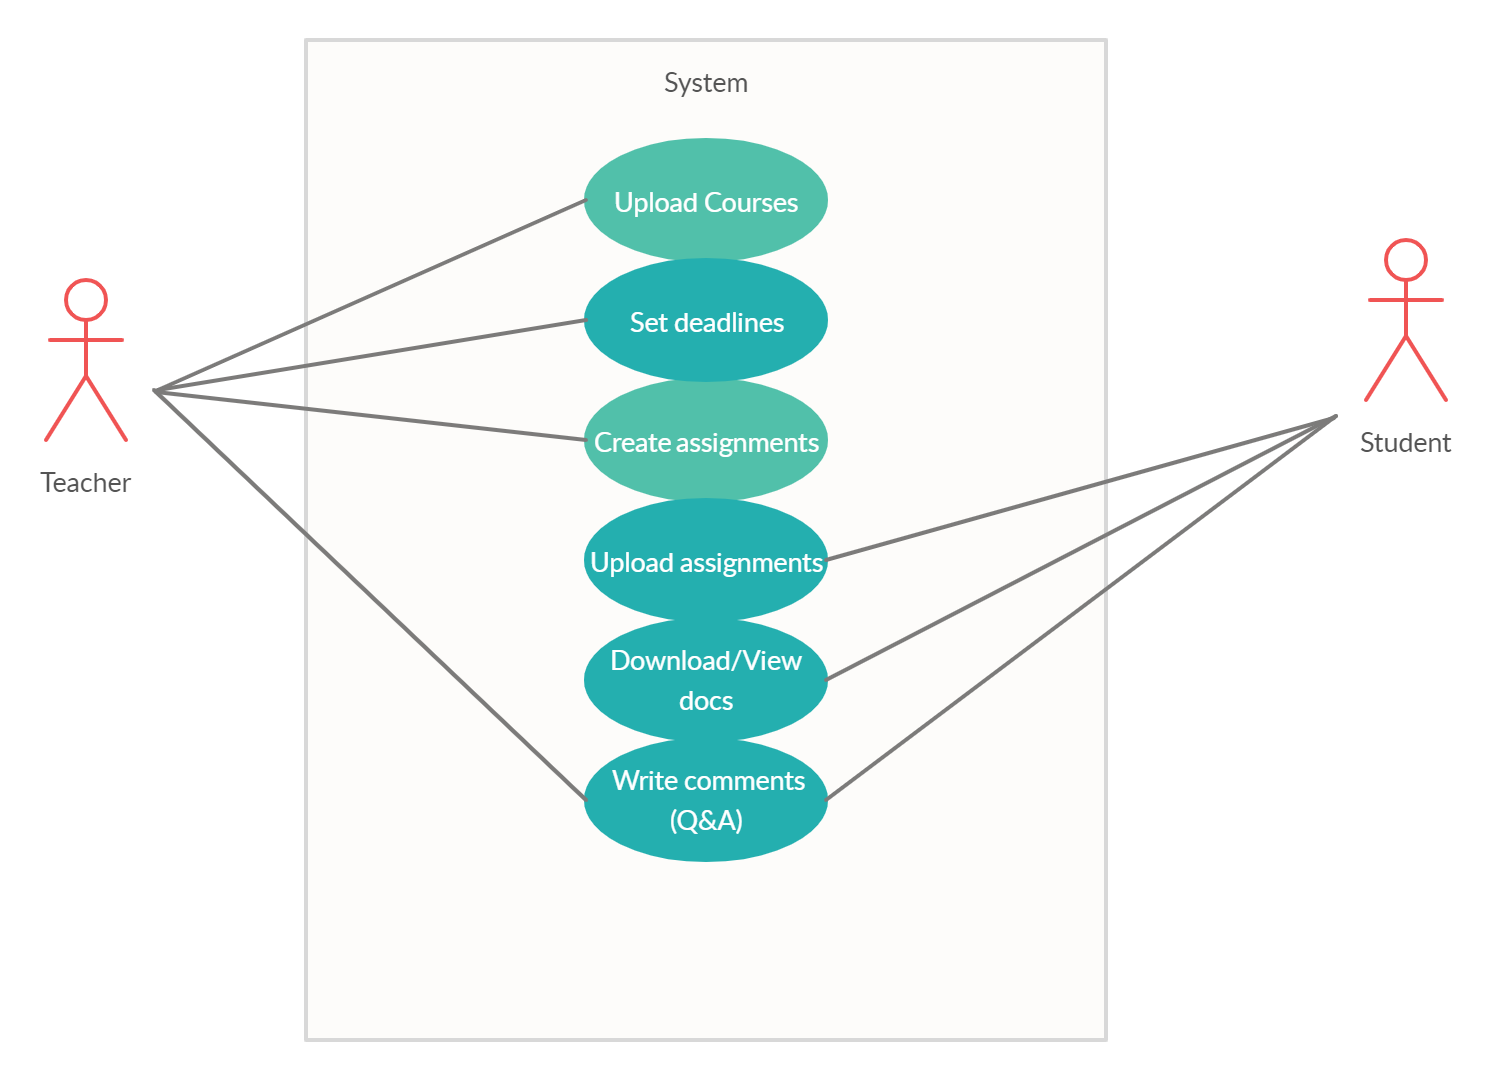 System
Upload Courses
Set deadlines
Create assignments
Upload assignments
Download/View
docs
Write comments
(Q&A)
Teacher
Student